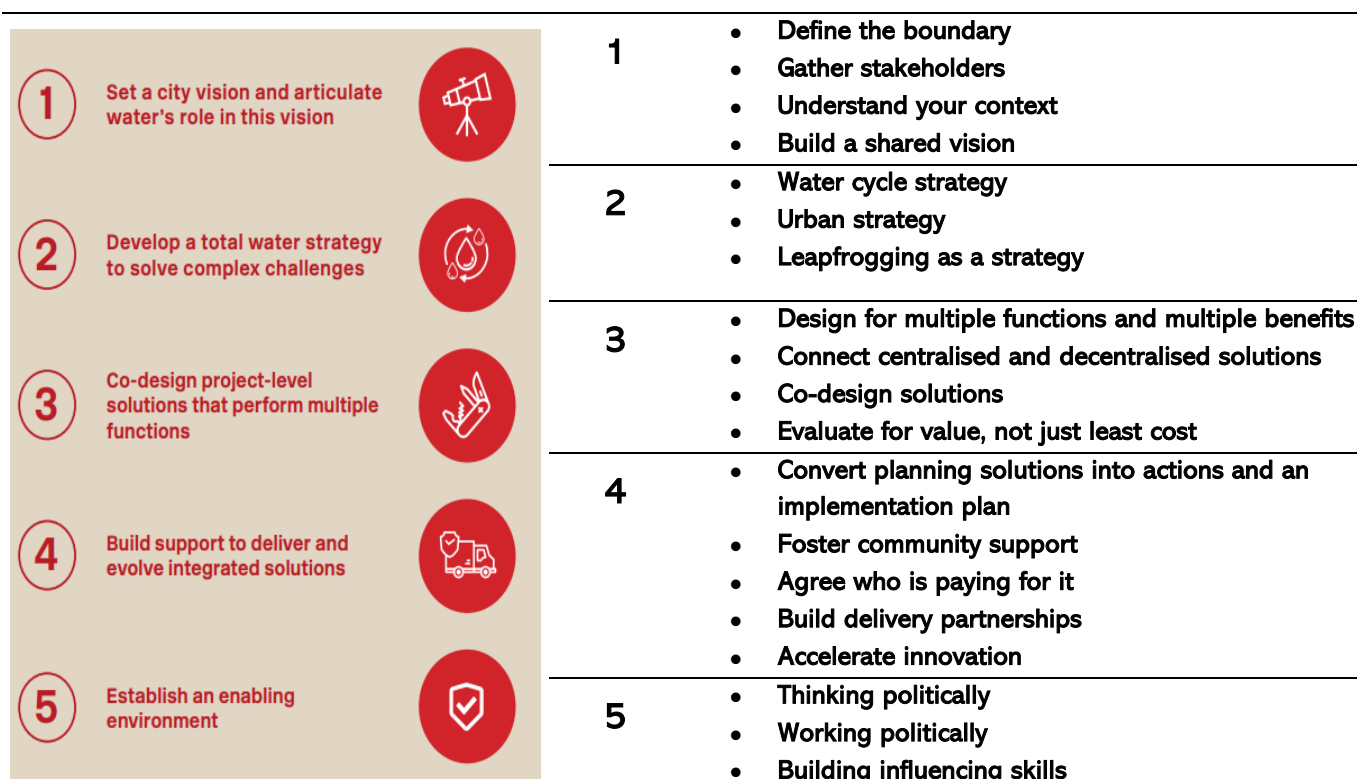 1
Set a city vision and articulate
water's role in this vision
2
Develop a total water strategy
to solve complex challenges
3
Co-design project-level
solutions that perform multiple
functions
4
Build support to deliver and
evolve integrated solutions
5
Establish an enabling
environment
1
• Define the boundary
• Gather stakeholders
• Understand your context
• Build a shared vision
2
• Water cycle strategy
• Urban strategy
• Leapfrogging as a strategy
3
• Design for multiple functions and multiple benefits
• Connect centralised and decentralised solutions
• Co-design solutions
• Evaluate for value, not just least cost
4
• Convert planning solutions into actions and an
implementation plan
• Foster community support
• Agree who is paying for it
• Build delivery partnerships
• Accelerate innovation
5
• Thinking politically
• Working politically
• Building influencing skills